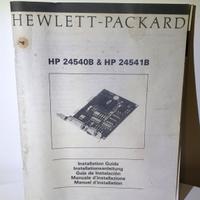 HEWLETT-PACKARD
HP 24540B & HP 24541B
Installation Guide
Installationsanleitung
Guía de Instalación
Manuale d'installazione
Manuel d'installation